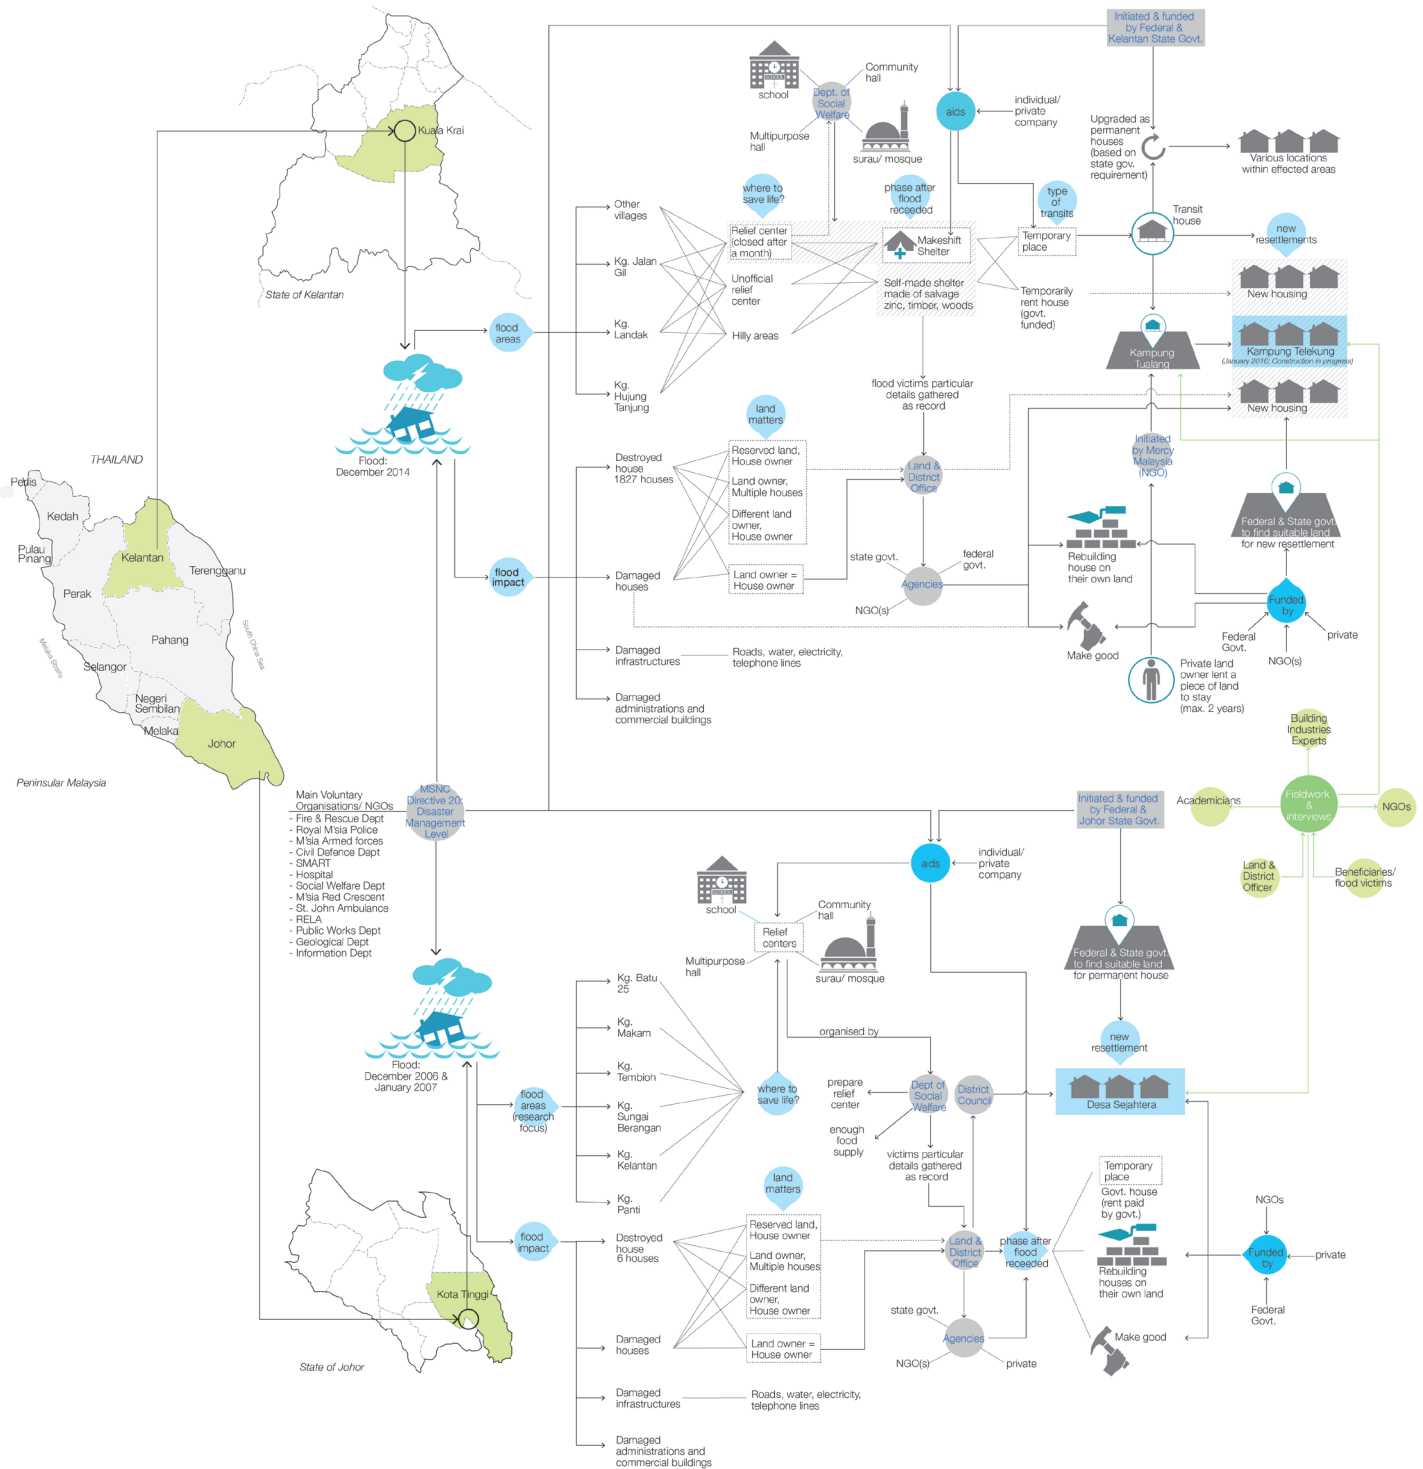 Initiated & funded
by Federal &
Kelantan State Govt.
Community
hall
school
Dept. of
Social
Welfare
aids
individual/
private
company
Multipurpose
hall
surau/ mosque
Upgraded as
permanent
houses
(based on
state gov.
requirement)
Various locations
within effected areas
Kuala Krai
State of Kelantan
where to
save life?
phase after
flood
receeded
type
of
transits
Transit
house
new
resettlements
Other
villages
Kg. Jalan
Gil
Kg.
Landak
Kg.
Hujung
Tanjung
Relief center
(closed after
a month)
Unofficial
relief
center
Hilly areas
Makeshift
Shelter
Self-made shelter
made of salvage
zinc, timber, woods
Temporary
place
Temporarily
rent house
(govt.
funded)
New housing
Kampung Telekung
(January 2016; Construction in progress)
New housing
Kampung
Tualang
flood
areas
Flood:
December 2014
flood victims particular
details gathered
as record
land
matters
Destroyed
house
1827 houses
Reserved land,
House owner
Land owner,
Multiple houses
Different land
owner,
House owner
Land owner =
House owner
Land &
District
Office
Initiated
by Mercy
Malaysia
(NGO)
Federal & State govt.
to find suitable land
for new resettlement
state govt.
federal
govt.
Agencies
NGO(s)
Rebuilding
house on
their own land
Make good
Funded
by
Federal
Govt.
private
NGO(s)
flood
impact
Damaged
houses
Damaged
infrastructures
Roads, water, electricity,
telephone lines
Damaged
administrations and
commercial buildings
Private land
owner lent a
piece of land
to stay
(max. 2 years)
THAILAND
Perlis
Kedah
Pulau
Pinang
Kelantan
Terengganu
Perak
Pahang
Selangor
Negeri
Sembilan
Melaka
Johor
Melaka Straits
South China Sea
Peninsular Malaysia
Main Voluntary
Organisations/ NGOs
- Fire & Rescue Dept
- Royal M'sia Police
- M'sia Armed forces
- Civil Defence Dept
- SMART
- Hospital
- Social Welfare Dept
- M'sia Red Crescent
- St. John Ambulance
- RELA
- Public Works Dept
- Geological Dept
- Information Dept
MSNC
Directive 20:
Disaster
Management
Level
Building
Industries
Experts
Academicians
Fieldwork
&
interviews
NGOs
Land &
District
Officer
Beneficiaries/
flood victims
Initiated & funded
by Federal &
Johor State Govt.
aids
individual/
private
company
school
Community
hall
Relief
centers
Multipurpose
hall
surau/ mosque
Federal & State govt.
to find suitable land
for permanent house
new
resettlement
Desa Sejahtera
Flood:
December 2006 &
January 2007
flood
areas
(research
focus)
Kg. Batu
25
Kg.
Makam
Kg.
Tembioh
Kg.
Sungai
Berangan
Kg.
Kelantan
Kg.
Panti
where to
save life?
organised by
prepare
relief
center
Dept of
Social
Welfare
District
Council
enough
food
supply
victims particular
details gathered
as record
land
matters
flood
impact
Destroyed
house
6 houses
Reserved land,
House owner
Land owner,
Multiple houses
Different land
owner,
House owner
Land owner =
House owner
Land &
District
Office
phase after
flood
receeded
Temporary
place
Govt. house
(rent paid
by govt.)
Rebuilding
houses on
their own land
Make good
NGOs
Funded
by
private
Federal
Govt.
state govt.
Agencies
NGO(s)
private
Damaged
houses
Damaged
infrastructures
Roads, water, electricity,
telephone lines
Damaged
administrations and
commercial buildings
Kota Tinggi
State of Johor